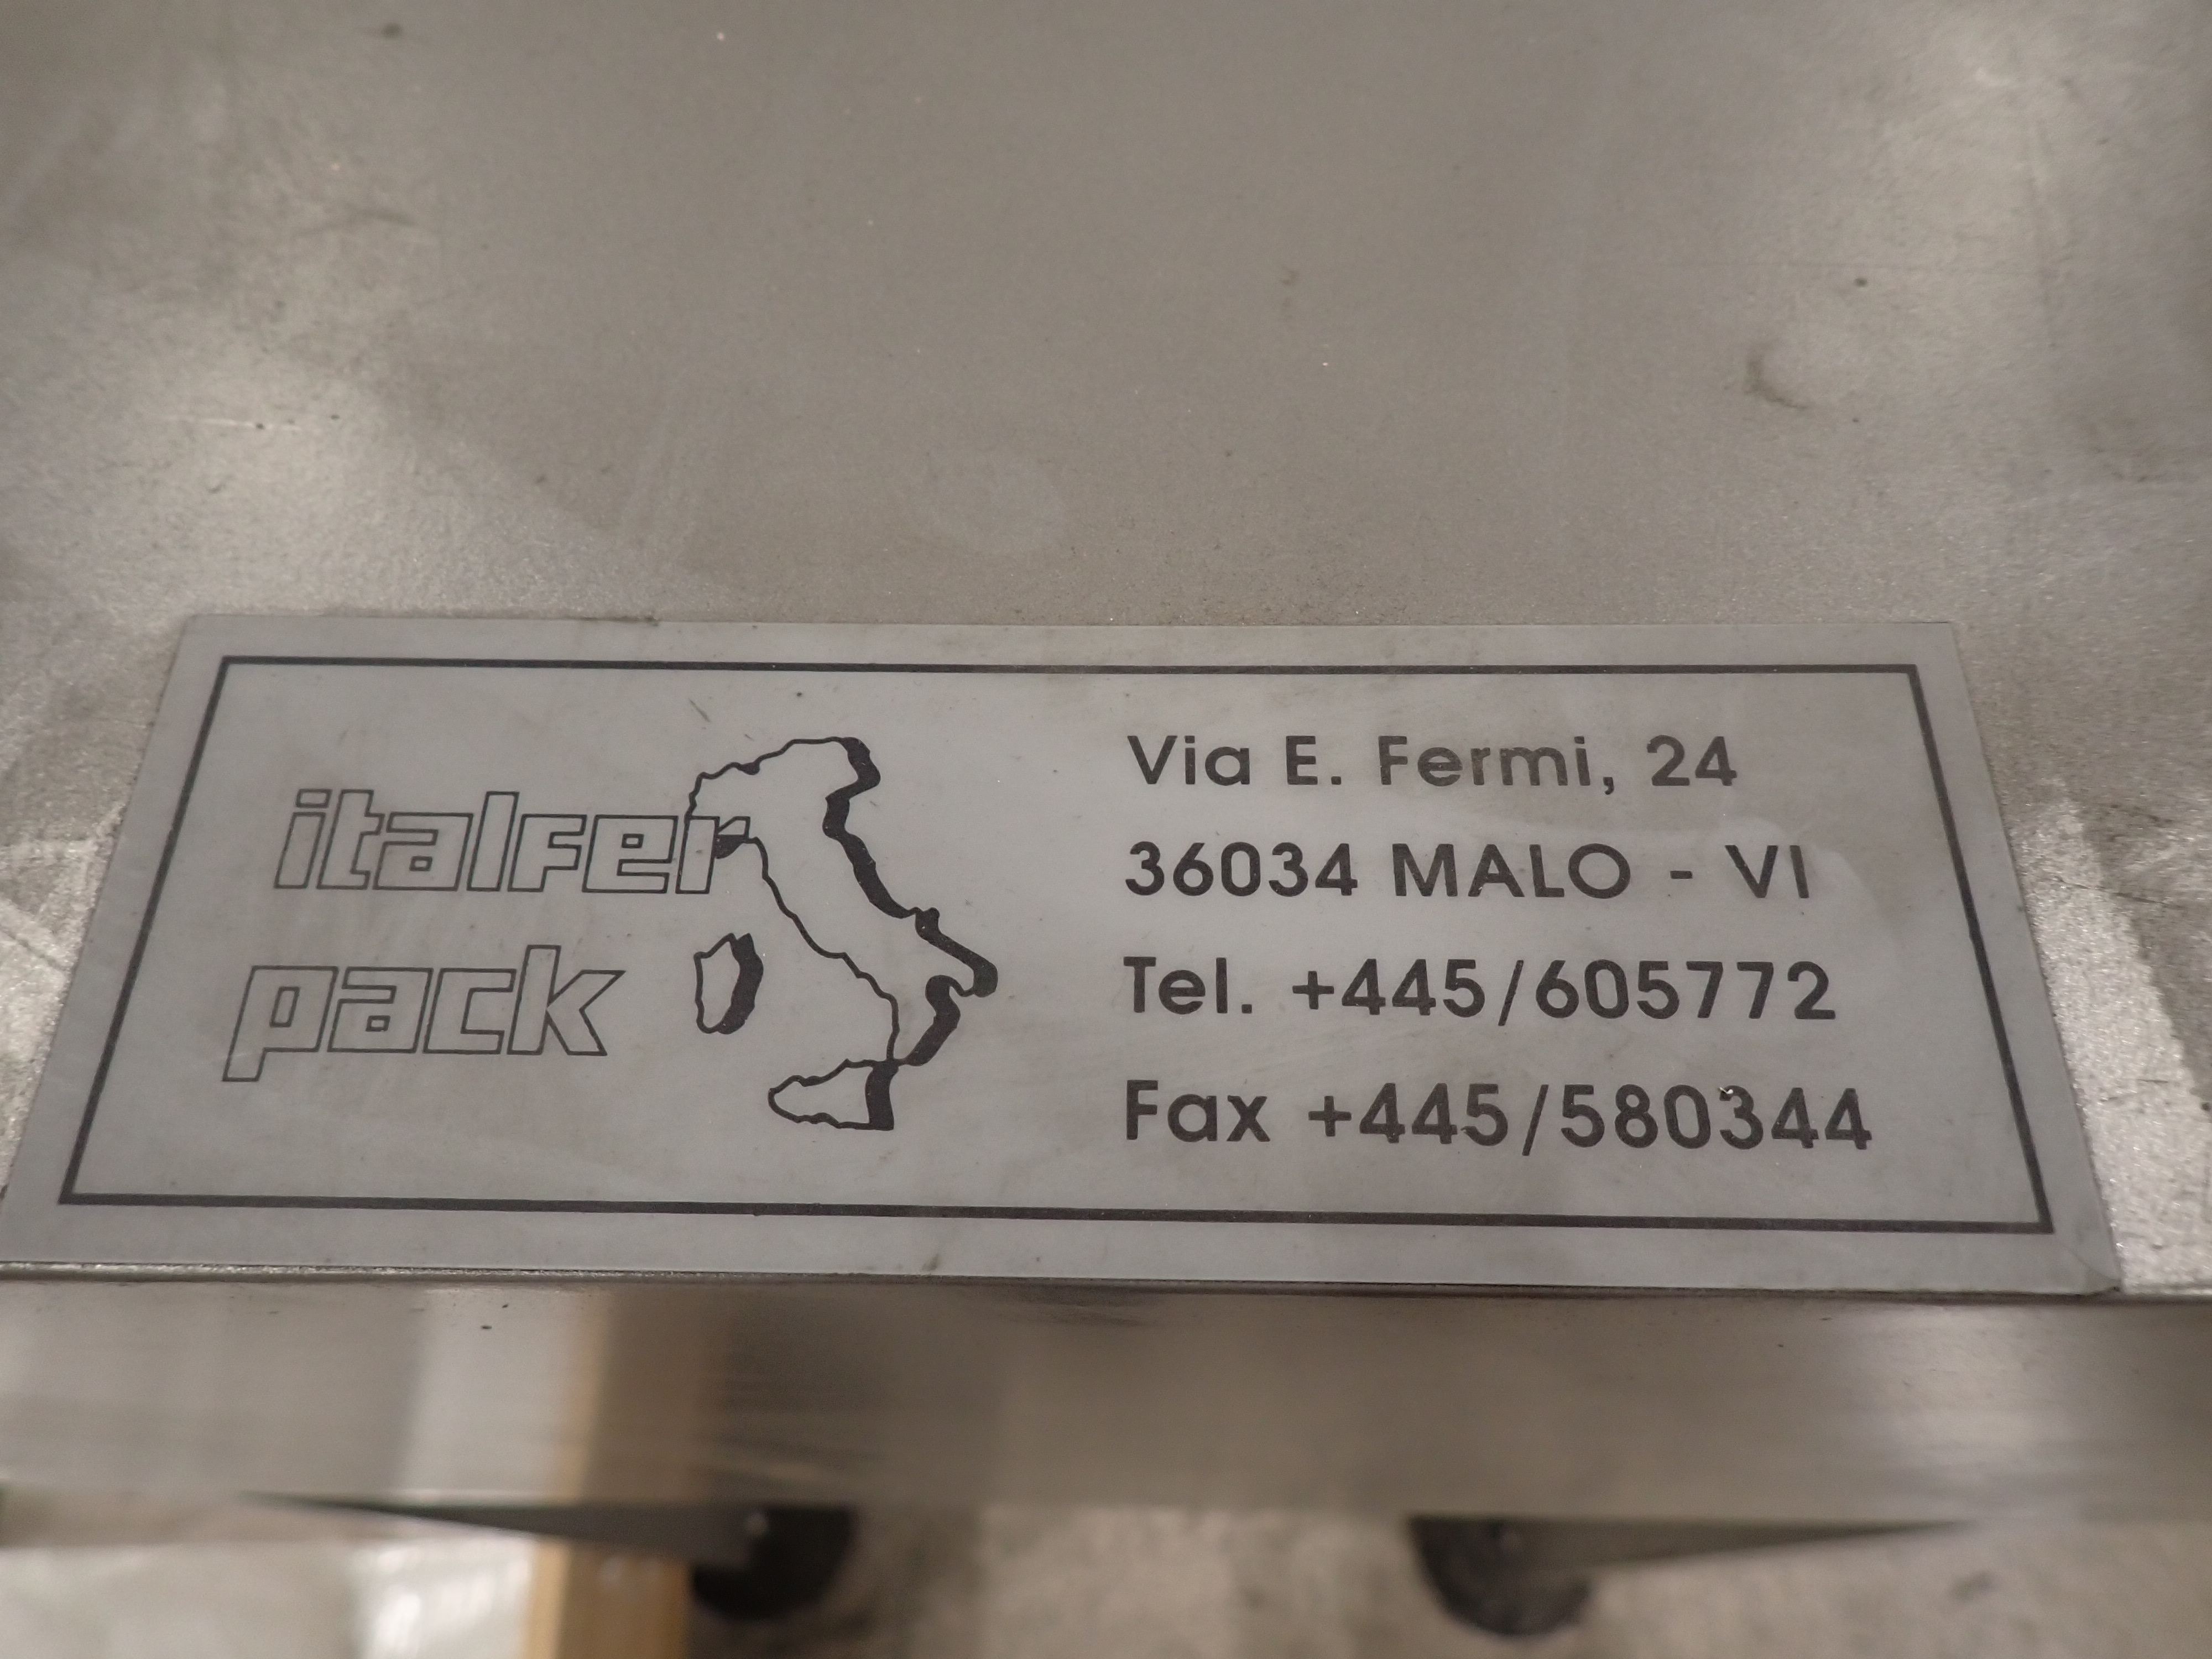 italfer
pack
Via E. Fermi, 24
36034 MALO - VI
Tel. +445/605772
Fax +445/580344